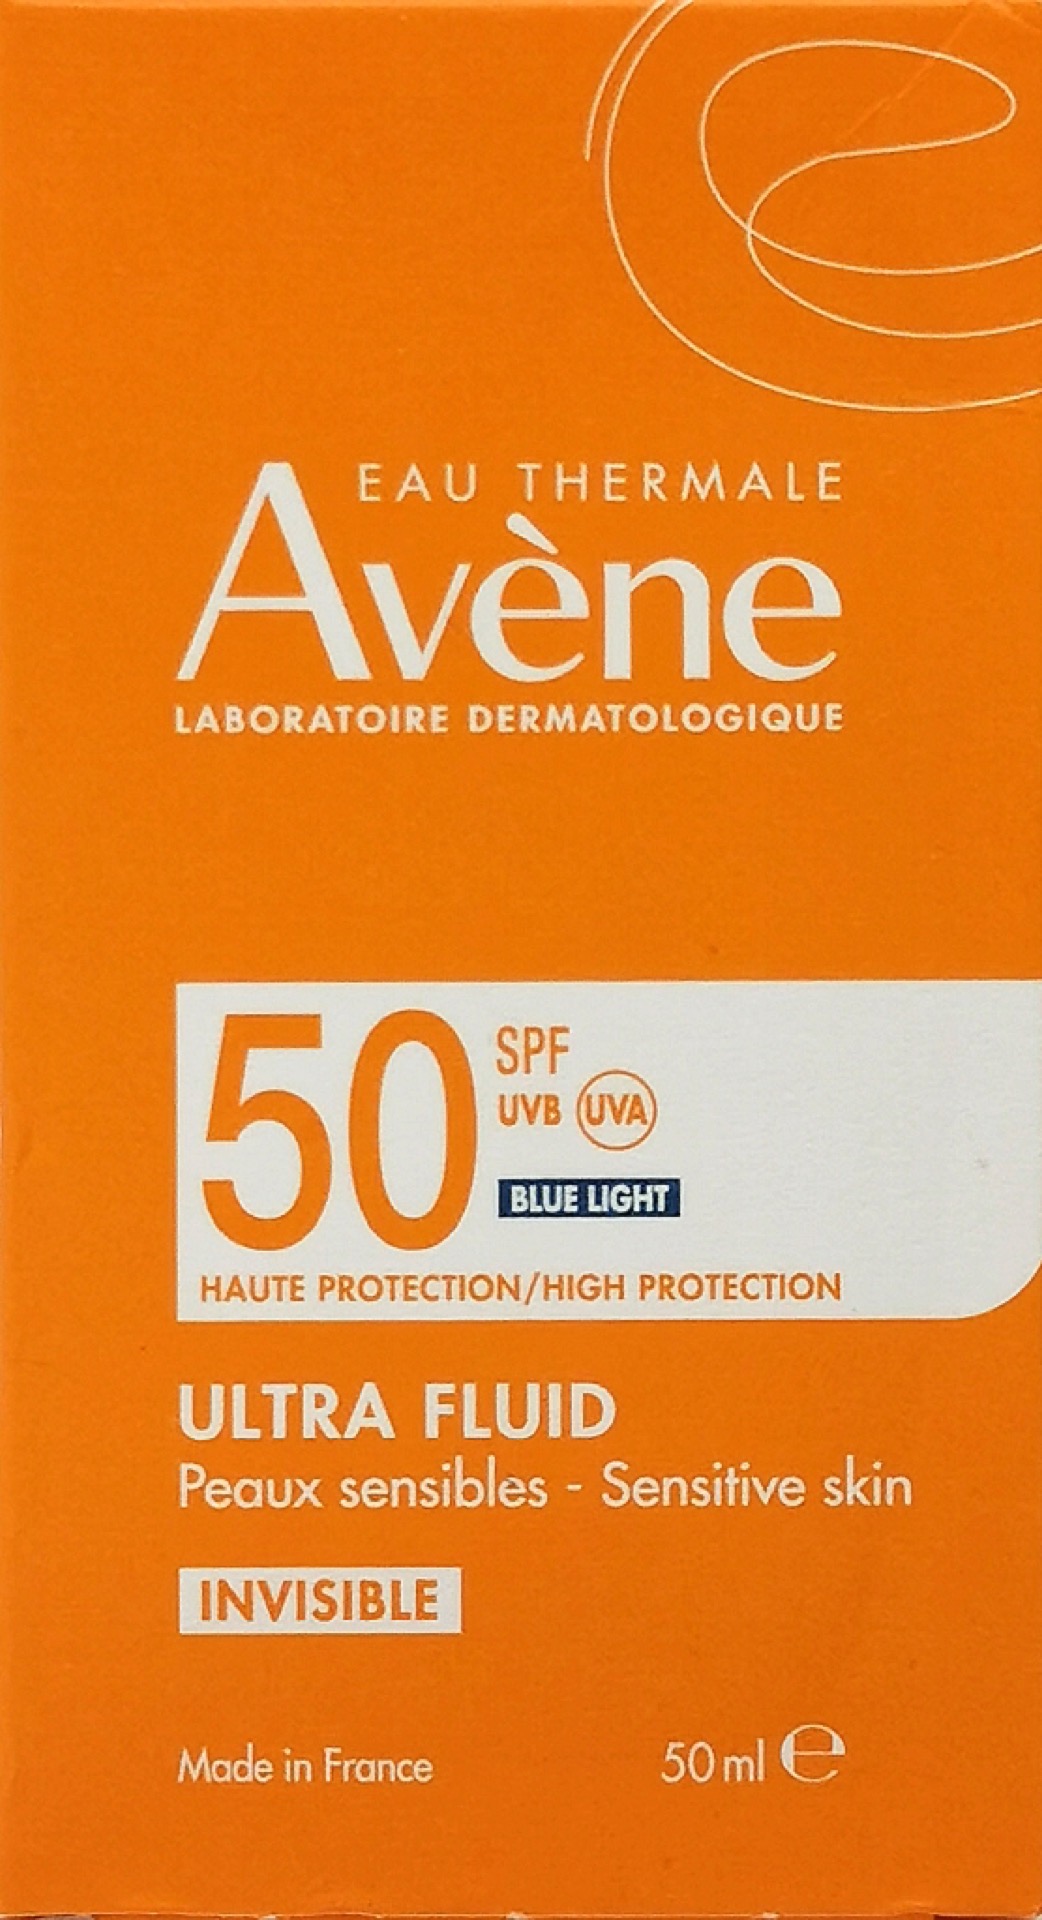 EAU THERMALE
Avène
LABORATOIRE DERMATOLOGIQUE
50 SPF
UVB UVA
BLUE LIGHT
HAUTE PROTECTION/HIGH PROTECTION
ULTRA FLUID
Peaux sensibles - Sensitive skin
INVISIBLE
Made in France 50 ml ℮